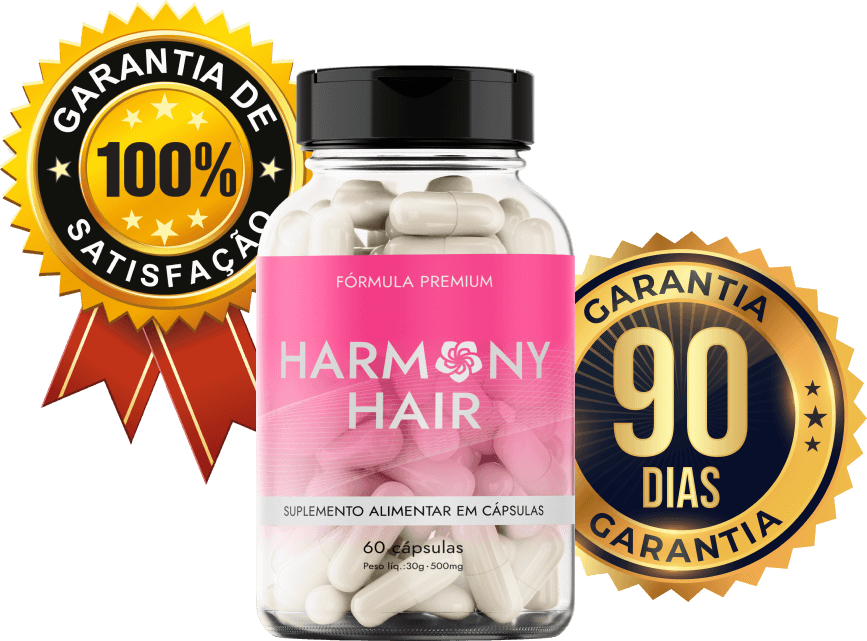 GARANTIA DE
100%
SATISFAÇÃO
FÓRMULA PREMIUM
HARMONY
HAIR
SUPLEMENTO ALIMENTAR EM CÁPSULAS
60 cápsulas
Peso líq.:30g·500mg
GARANTIA
90
DIAS
GARANTIA